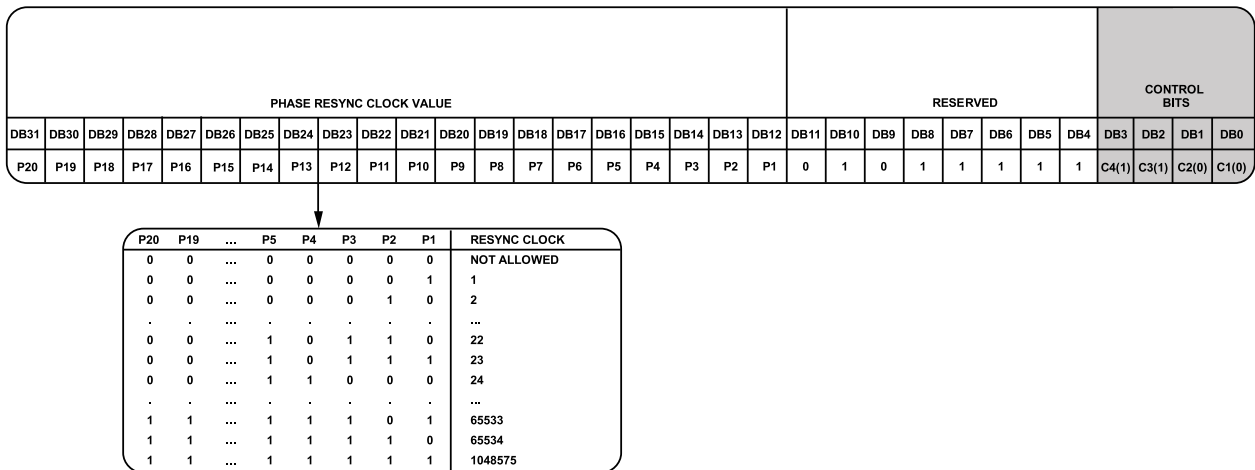 PHASE RESYNC CLOCK VALUE RESERVED CONTROL
BITS
DB31 DB30 DB29 DB28 DB27 DB26 DB25 DB24 DB23 DB22 DB21 DB20 DB19 DB18 DB17 DB16 DB15 DB14 DB13 DB12 DB11 DB10 DB9 DB8 DB7 DB6 DB5 DB4 DB3 DB2 DB1 DB0
P20 P19 P18 P17 P16 P15 P14 P13 P12 P11 P10 P9 P8 P7 P6 P5 P4 P3 P2 P1 0 1 0 1 1 1 1 1 C4(1) C3(1) C2(0) C1(0)
P20 P19 ... P5 P4 P3 P2 P1 RESYNC CLOCK
0 0 ... 0 0 0 0 0 NOT ALLOWED
0 0 ... 0 0 0 0 1 1
0 0 ... 0 0 0 1 0 2
. . ... . . . . . ...
0 0 ... 1 0 1 1 0 22
0 0 ... 1 0 1 1 1 23
0 0 ... 1 1 0 0 0 24
. . ... . . . . . ...
1 1 ... 1 1 1 0 1 65533
1 1 ... 1 1 1 1 0 65534
1 1 ... 1 1 1 1 1 1048575